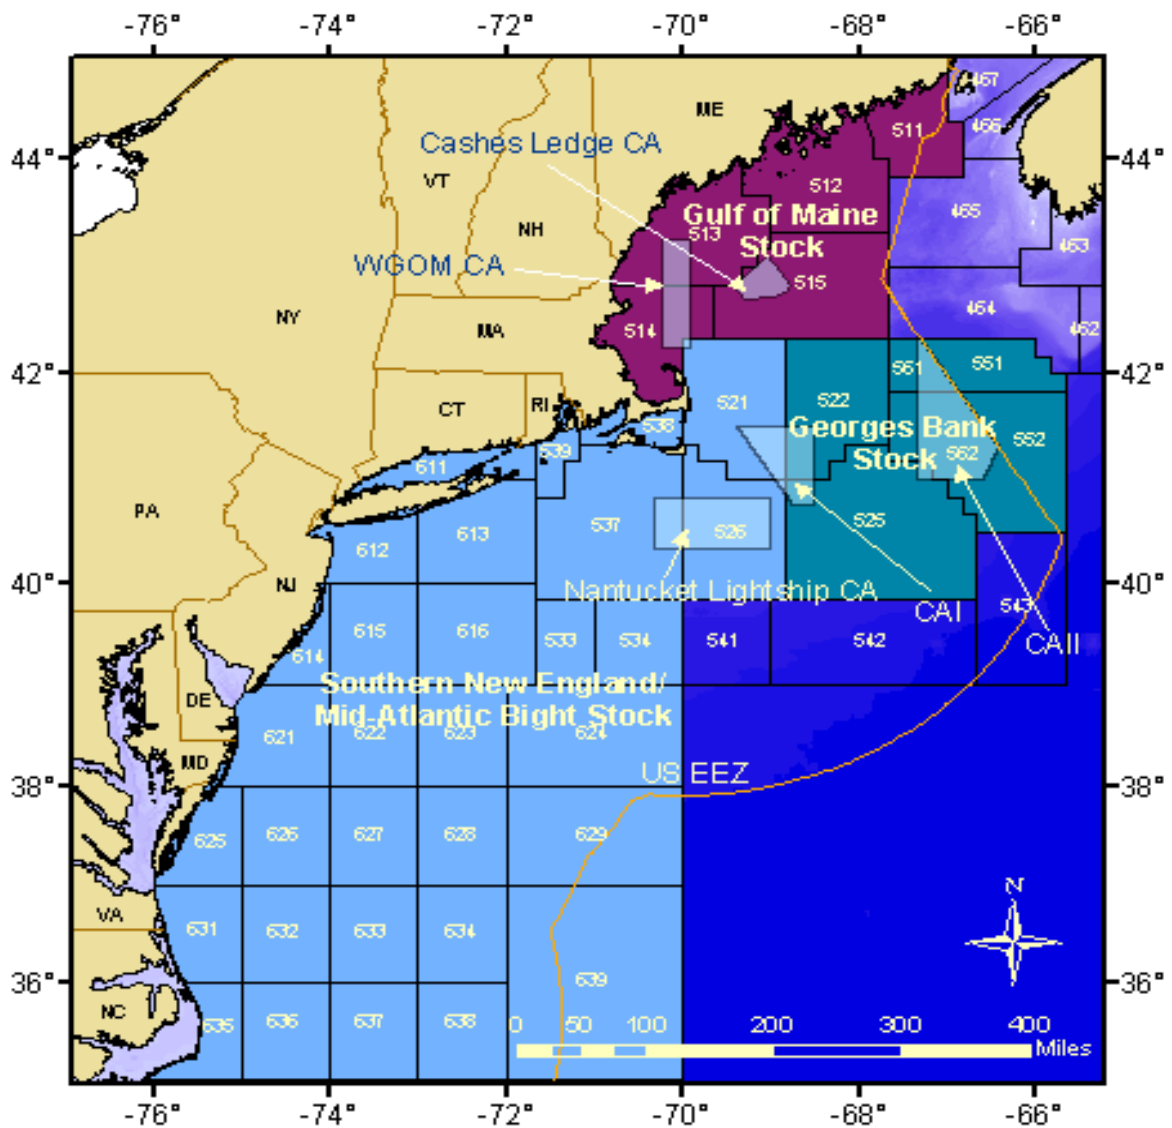 -76° -74° -72° -70° -68° -66°
467
ME
511
466
Cashes Ledge CA
44° 44°
VT
512
465
Gulf of Maine
NH
513
Stock
463
WGOM CA
515
464
NY
MA
514
462
42° 42°
561
551
CT
RI
521
522
538
Georges Bank
552
539
Stock
562
611
PA
537
525
526
613
612
40° 40°
NJ
Nantucket Lightship CA
CAI
543
615
616
533
534
541
542
CAII
614
Southern New England/
DE
Mid-Atlantic Bight Stock
621
622
623
624
MD
US EEZ
38° 38°
625
626
627
628
629
N
VA
631
632
633
634
36° 36°
639
NC
635
636
637
638
0 50 100 200 300 400
Miles
-76° -74° -72° -70° -68° -66°